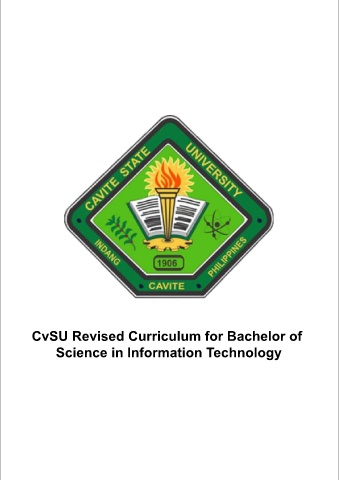 CAVITE STATE UNIVERSITY
1906
INDANG
CAVITE
PHILIPPINES
CvSU Revised Curriculum for Bachelor of
Science in Information Technology